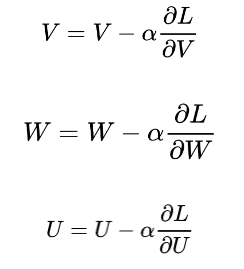 V = V − α ∂L/∂V
W = W − α ∂L/∂W
U = U − α ∂L/∂U